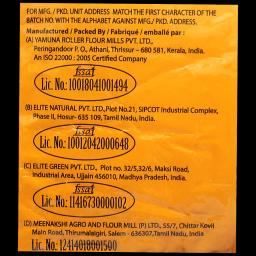 FOR MFG. / PKD. UNIT ADDRESS MATCH THE FIRST CHARACTER OF THE
BATCH NO. WITH THE ALPHABET AGAINST MFG./ PKD. ADDRESS.
Manufactured / Packed By / Fabriqué / emballé par :
(A) YAMUNA ROLLER FLOUR MILLS PVT. LTD.,
Peringandoor P. O., Athani, Thrissur – 680 581, Kerala, India.
An ISO 22000 : 2005 Certified Company
fssai
Lic. No.: 10018041001494
(B) ELITE NATURAL PVT. LTD., Plot No.21, SIPCOT Industrial Complex,
Phase II, Hosur- 635 109, Tamil Nadu, India.
fssai
Lic. No.: 10012042000648
(C) ELITE GREEN PVT. LTD., Plot no. 32/5,32/6, Maksi Road,
Industrial Area, Ujjain 456010, Madhya Pradesh, India.
fssai
Lic. No.: 11416730000102
(D) MEENAKSHI AGRO AND FLOUR MILL (P) LTD., 55/7, Chittar Kovil
Main Road, Thirumalaigiri, Salem - 636307, Tamil Nadu, India
Lic. No.: 12414018001500